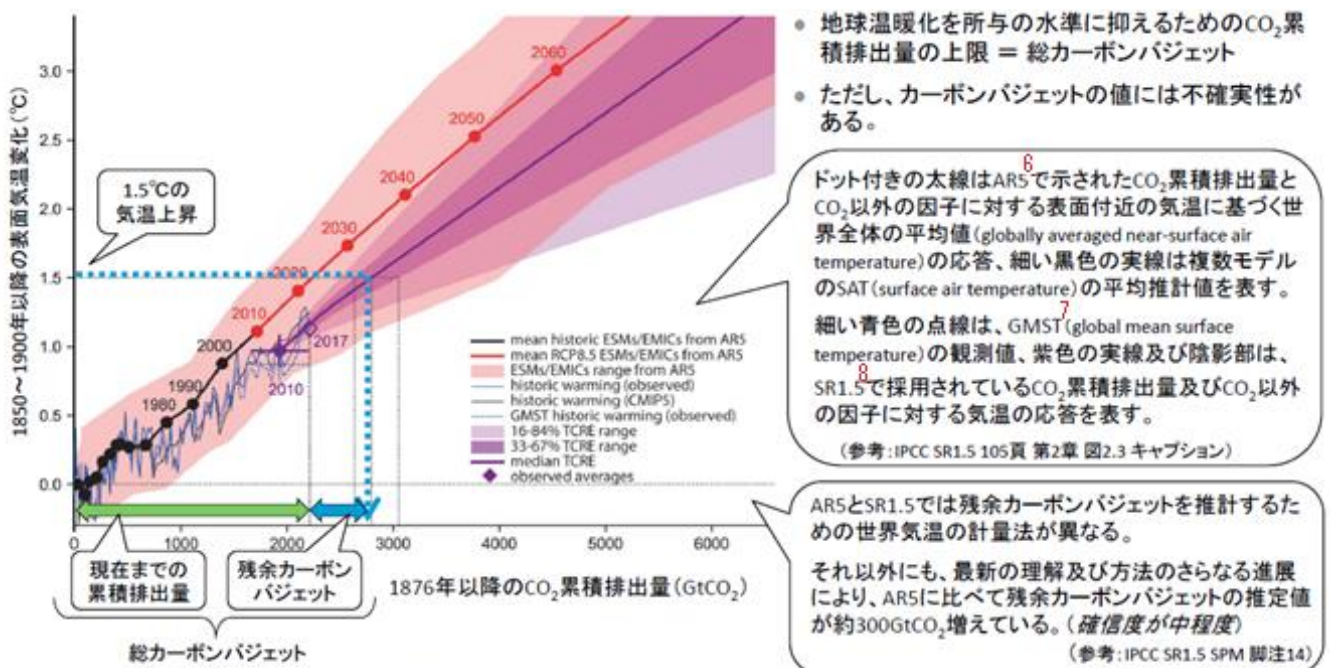 1850～1900年以降の表面気温変化(℃)
3.0
2.5
2.0
1.5
1.0
0.5
0.0
1.5℃の
気温上昇
1980
1990
2000
2010
2020
2030
2040
2050
2060
2017
2010
mean historic ESMs/EMICs from AR5
mean RCP8.5 ESMs/EMICs from AR5
ESMs/EMICs range from AR5
historic warming (observed)
historic warming (CMIP5)
GMST historic warming (observed)
16-84% TCRE range
33-67% TCRE range
median TCRE
observed averages
0 1000 2000 3000 4000 5000 6000
現在までの
累積排出量
残余カーボン
バジェット
総カーボンバジェット
1876年以降のCO₂累積排出量(GtCO₂)
• 地球温暖化を所与の水準に抑えるためのCO₂累
積排出量の上限 = 総カーボンバジェット
• ただし、カーボンバジェットの値には不確実性が
ある。
ドット付きの太線はAR5⁶で示されたCO₂累積排出量と
CO₂以外の因子に対する表面付近の気温に基づく世
界全体の平均値(globally averaged near-surface air
temperature)の応答、細い黒色の実線は複数モデル
のSAT(surface air temperature)の平均推計値を表す。
細い青色の点線は、GMST⁷(global mean surface
temperature)の観測値、紫色の実線及び陰影部は、
SR1.5⁸で採用されているCO₂累積排出量及びCO₂以外
の因子に対する気温の応答を表す。
(参考:IPCC SR1.5 105頁 第2章 図2.3 キャプション)
AR5とSR1.5では残余カーボンバジェットを推計するた
めの世界気温の計量法が異なる。
それ以外にも、最新の理解及び方法のさらなる進展
により、AR5に比べて残余カーボンバジェットの推定値
が約300GtCO₂増えている。(確信度が中程度)
(参考:IPCC SR1.5 SPM 脚注14)